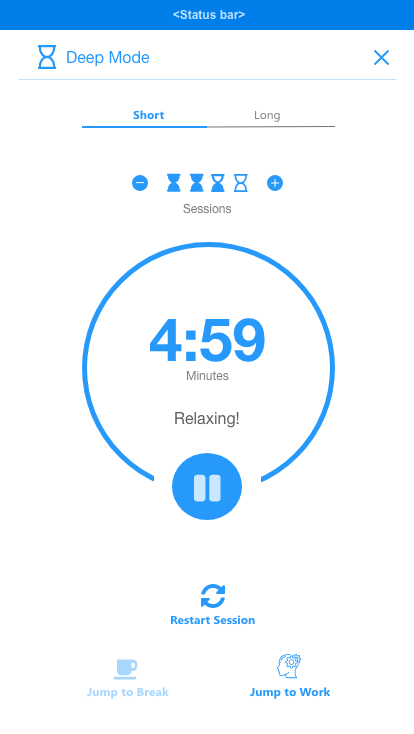 <Status bar>
Deep Mode
Short
Long
Sessions
4:59
Minutes
Relaxing!
Restart Session
Jump to Break
Jump to Work